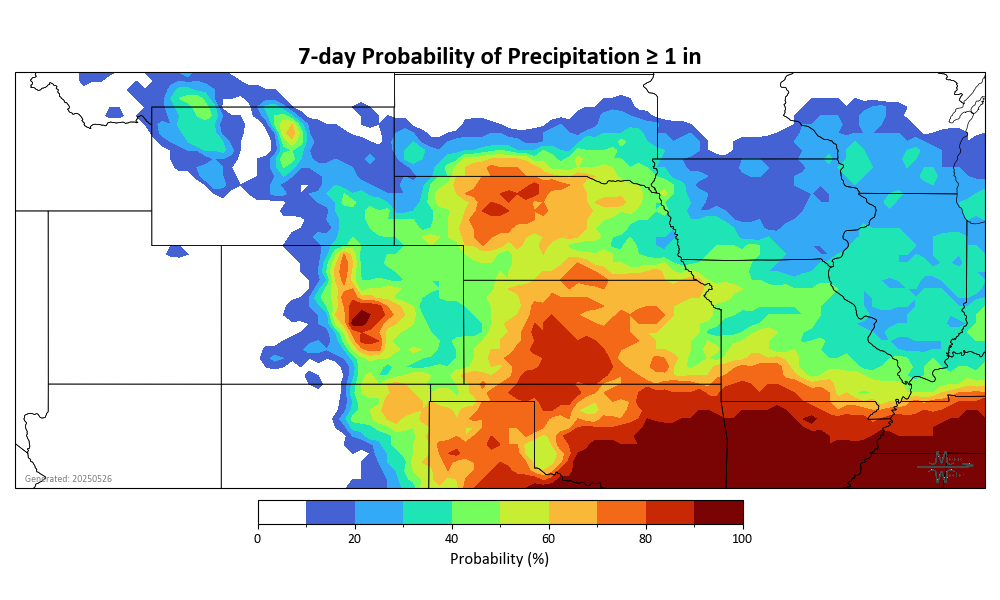 7-day Probability of Precipitation ≥ 1 in
Generated: 20250526
0 20 40 60 80 100
Probability (%)